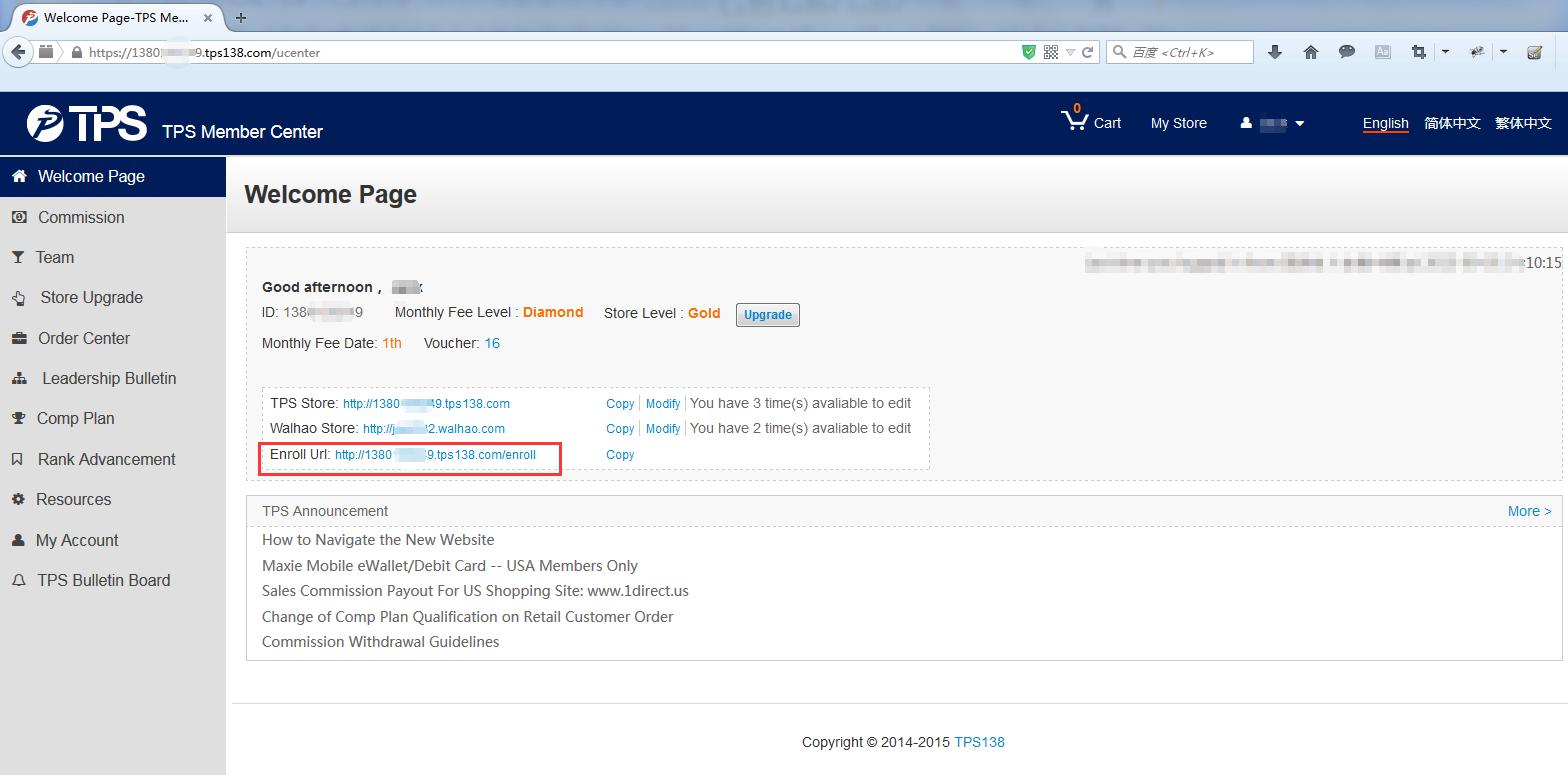 Welcome Page-TPS Me...
https://1380 9.tps138.com/ucenter
百度 <Ctrl+K>
TPS TPS Member Center
0
Cart
My Store
English 简体中文 繁体中文
Welcome Page
Commission
Team
Store Upgrade
Order Center
Leadership Bulletin
Comp Plan
Rank Advancement
Resources
My Account
TPS Bulletin Board
Welcome Page
:10:15
Good afternoon ,
ID: 138 9 Monthly Fee Level : Diamond Store Level : Gold Upgrade
Monthly Fee Date: 1th Voucher: 16
TPS Store: http://1380 49.tps138.com Copy Modify You have 3 time(s) avaliable to edit
Walhao Store: http://j 2.walhao.com Copy Modify You have 2 time(s) avaliable to edit
Enroll Url: http://1380 9.tps138.com/enroll Copy
TPS Announcement More >
How to Navigate the New Website
Maxie Mobile eWallet/Debit Card -- USA Members Only
Sales Commission Payout For US Shopping Site: www.1direct.us
Change of Comp Plan Qualification on Retail Customer Order
Commission Withdrawal Guidelines
Copyright © 2014-2015 TPS138